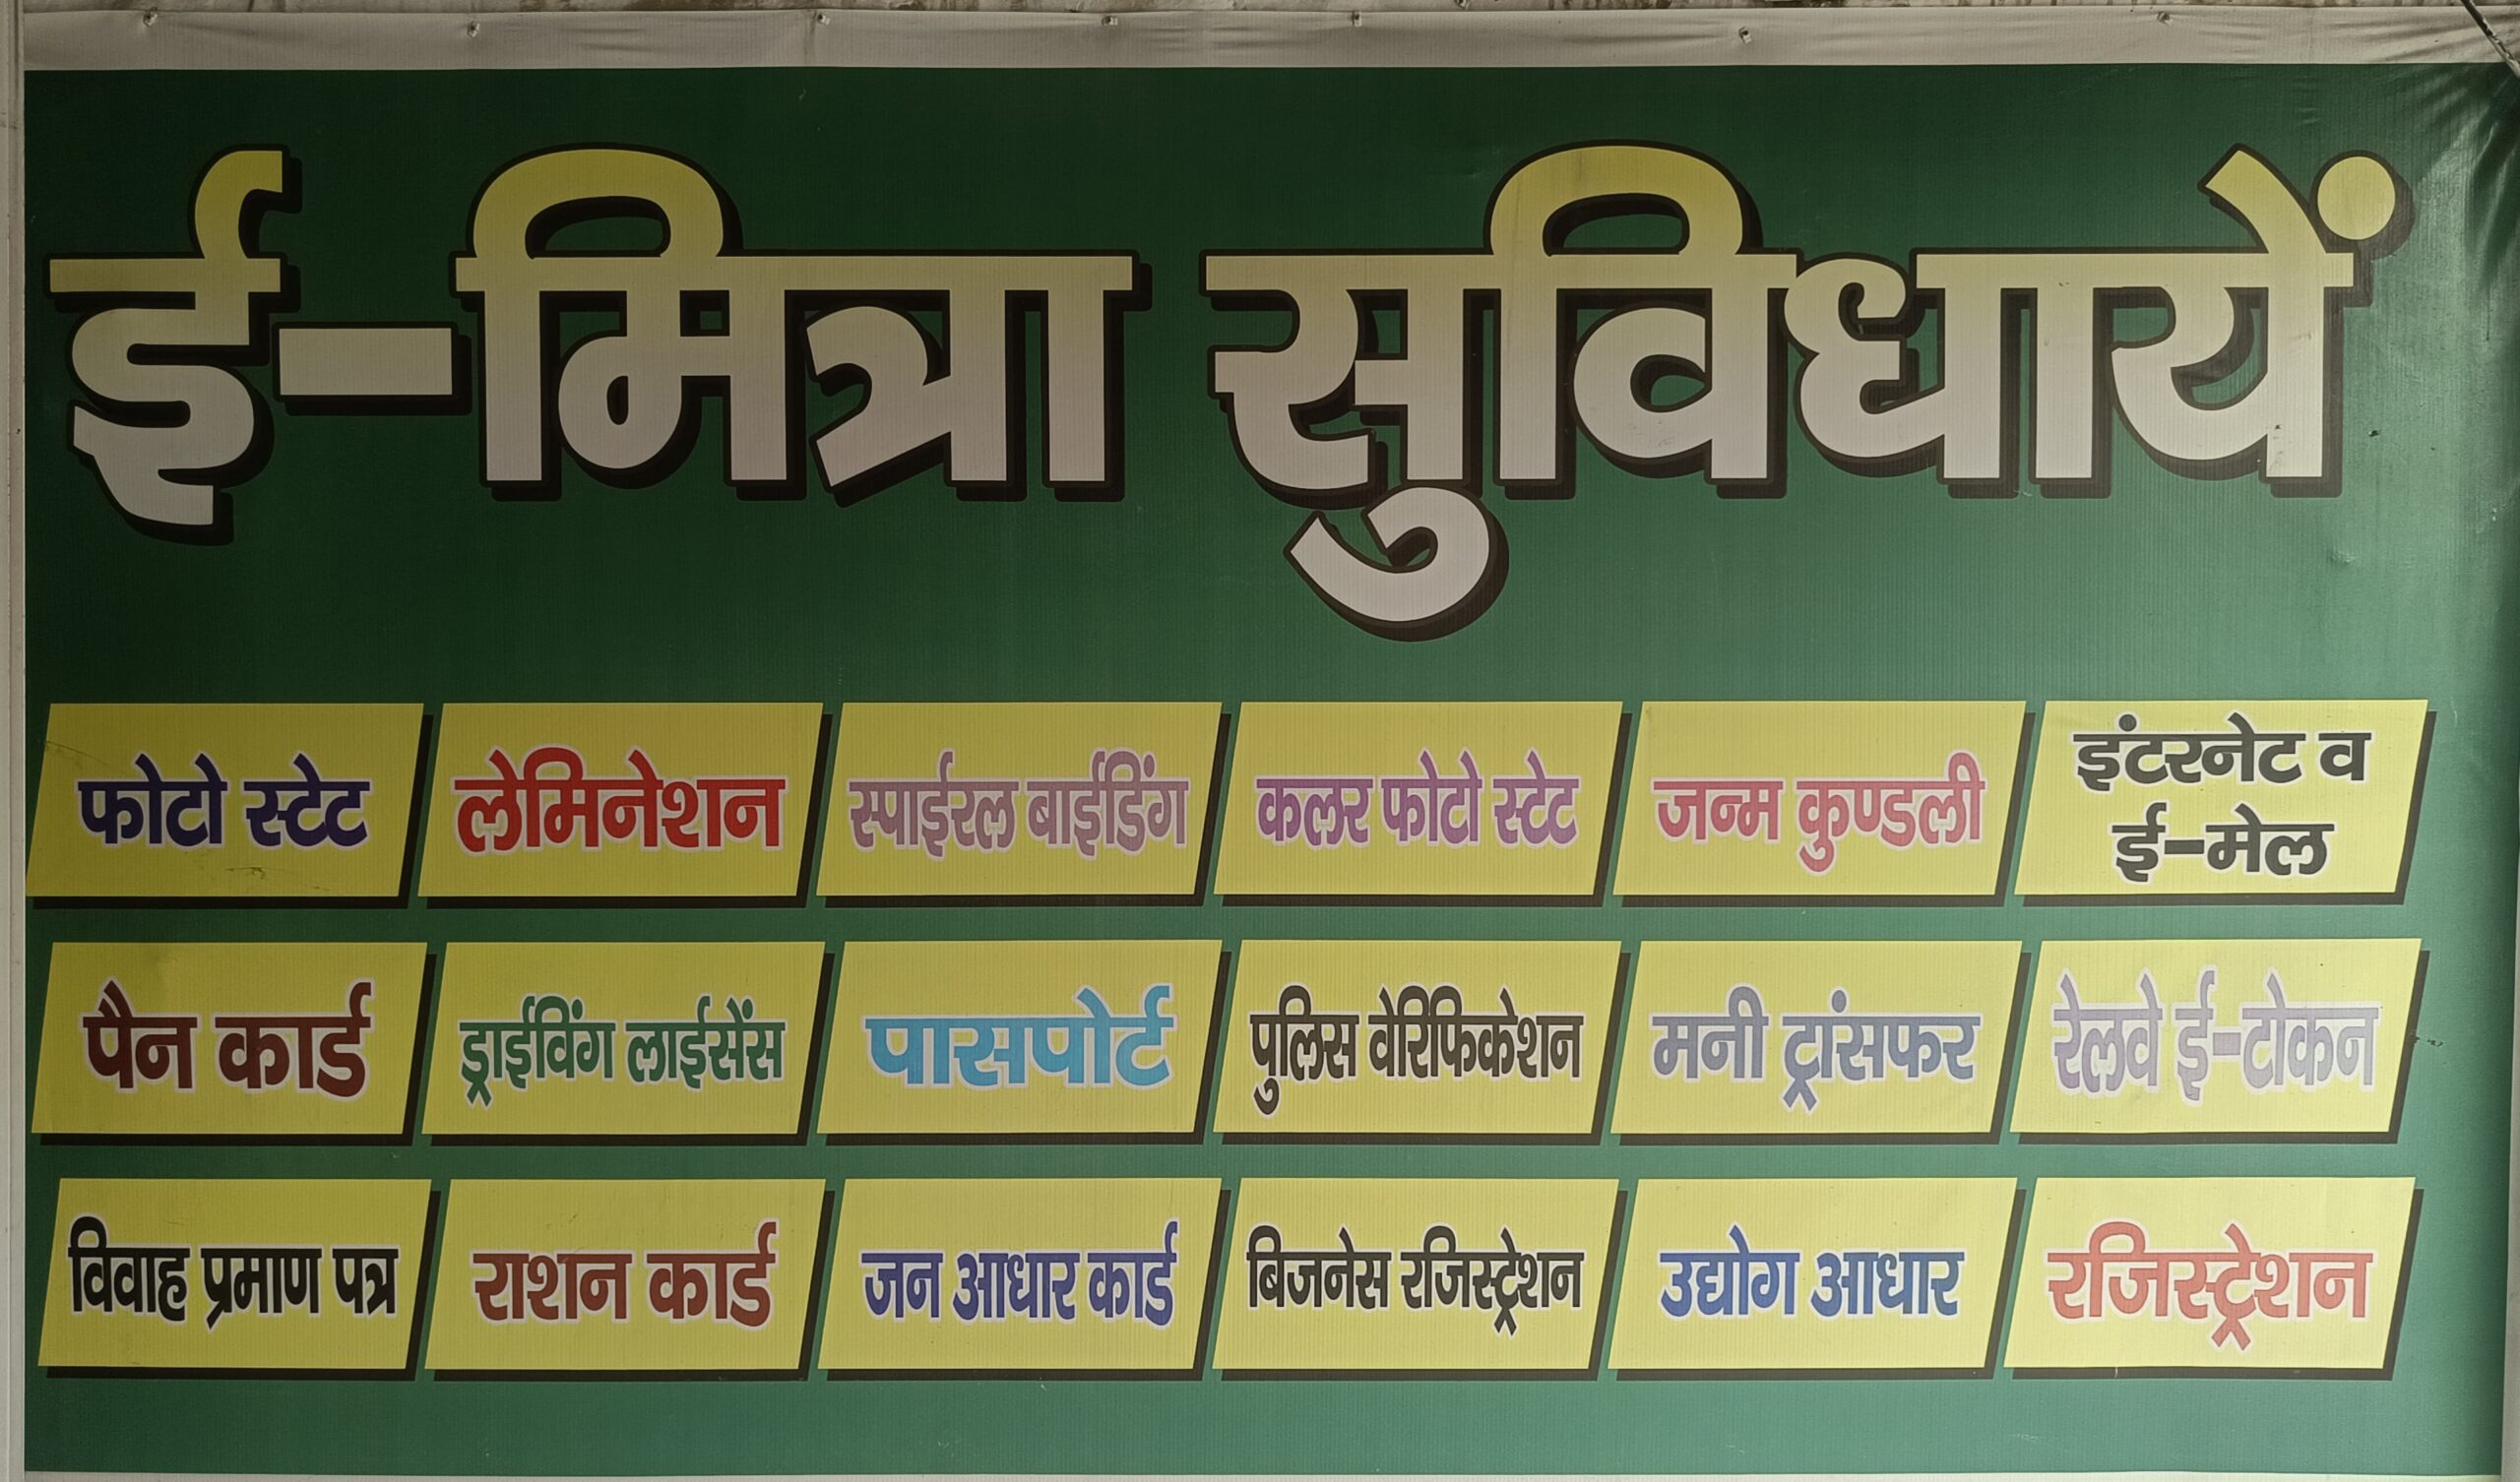 ई-मित्रा सुविधायें
फोटो स्टेट
लेमिनेशन
स्पाईरल बाईडिंग
कलर फोटो स्टेट
जन्म कुण्डली
इंटरनेट व
ई-मेल
पैन कार्ड
ड्राईविंग लाईसेंस
पासपोर्ट
पुलिस वेरिफिकेशन
मनी ट्रांसफर
रेलवे ई-टोकन
विवाह प्रमाण पत्र
राशन कार्ड
जन आधार कार्ड
बिजनेस रजिस्ट्रेशन
उद्योग आधार
रजिस्ट्रेशन